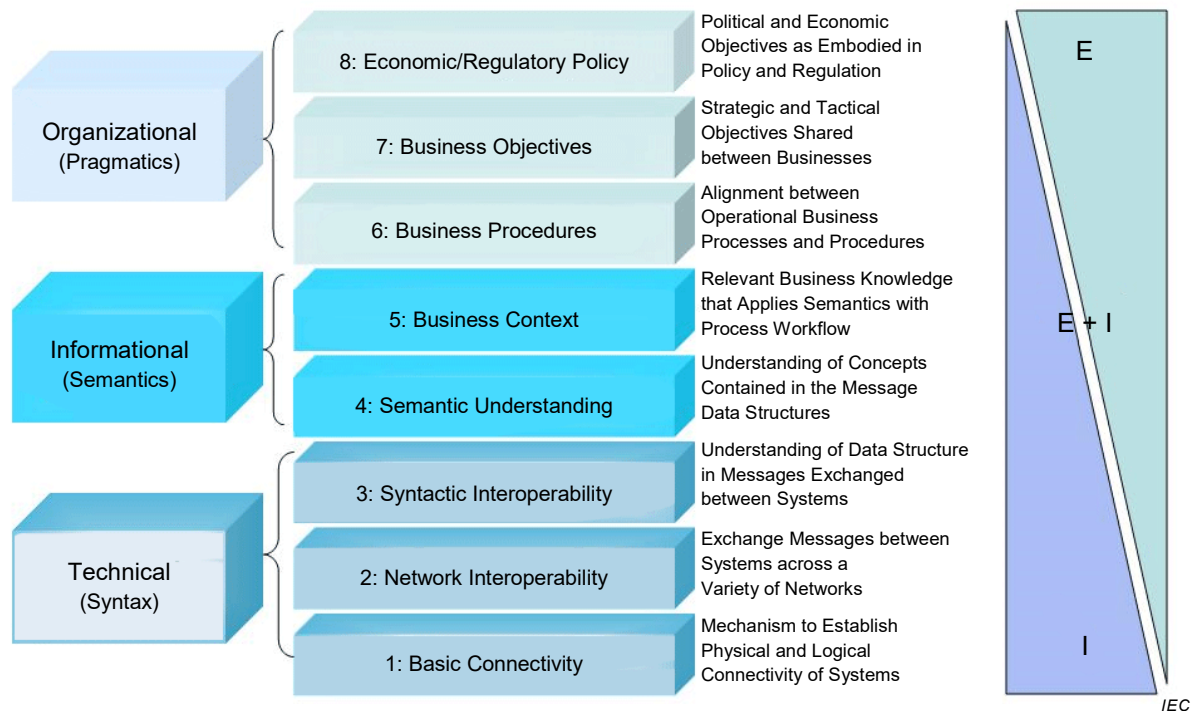 Organizational
(Pragmatics)
8: Economic/Regulatory Policy
Political and Economic
Objectives as Embodied in
Policy and Regulation
7: Business Objectives
Strategic and Tactical
Objectives Shared
between Businesses
6: Business Procedures
Alignment between
Operational Business
Processes and Procedures
Informational
(Semantics)
5: Business Context
Relevant Business Knowledge
that Applies Semantics with
Process Workflow
4: Semantic Understanding
Understanding of Concepts
Contained in the Message
Data Structures
Technical
(Syntax)
3: Syntactic Interoperability
Understanding of Data Structure
in Messages Exchanged
between Systems
2: Network Interoperability
Exchange Messages between
Systems across a
Variety of Networks
1: Basic Connectivity
Mechanism to Establish
Physical and Logical
Connectivity of Systems
E
E + I
I
IEC